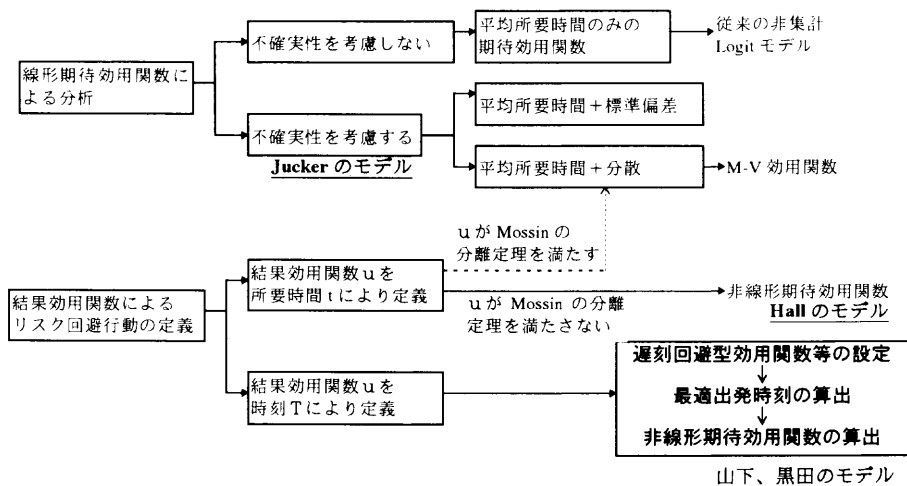 線形期待効用関数に
よる分析
不確実性を考慮しない
平均所要時間のみの
期待効用関数
従来の非集計
Logit モデル
不確実性を考慮する
Jucker のモデル
平均所要時間＋標準偏差
平均所要時間＋分散
M-V 効用関数
u が Mossin の
分離定理を満たす
結果効用関数による
リスク回避行動の定義
結果効用関数 u を
所要時間 t により定義
u が Mossin の分離
定理を満たさない
非線形期待効用関数
Hall のモデル
結果効用関数 u を
時刻 T により定義
遅刻回避型効用関数等の設定
最適出発時刻の算出
非線形期待効用関数の算出
山下、黒田のモデル